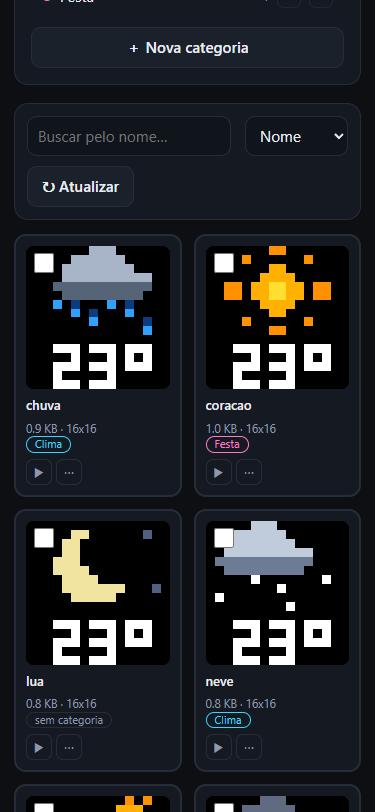 Festa
+ Nova categoria
Buscar pelo nome...
Nome
↻ Atualizar
23°
23°
chuva
coracao
0.9 KB · 16x16
1.0 KB · 16x16
Clima
Festa
▶ ...
▶ ...
23°
23°
lua
neve
0.8 KB · 16x16
0.8 KB · 16x16
sem categoria
Clima
▶ ...
▶ ...